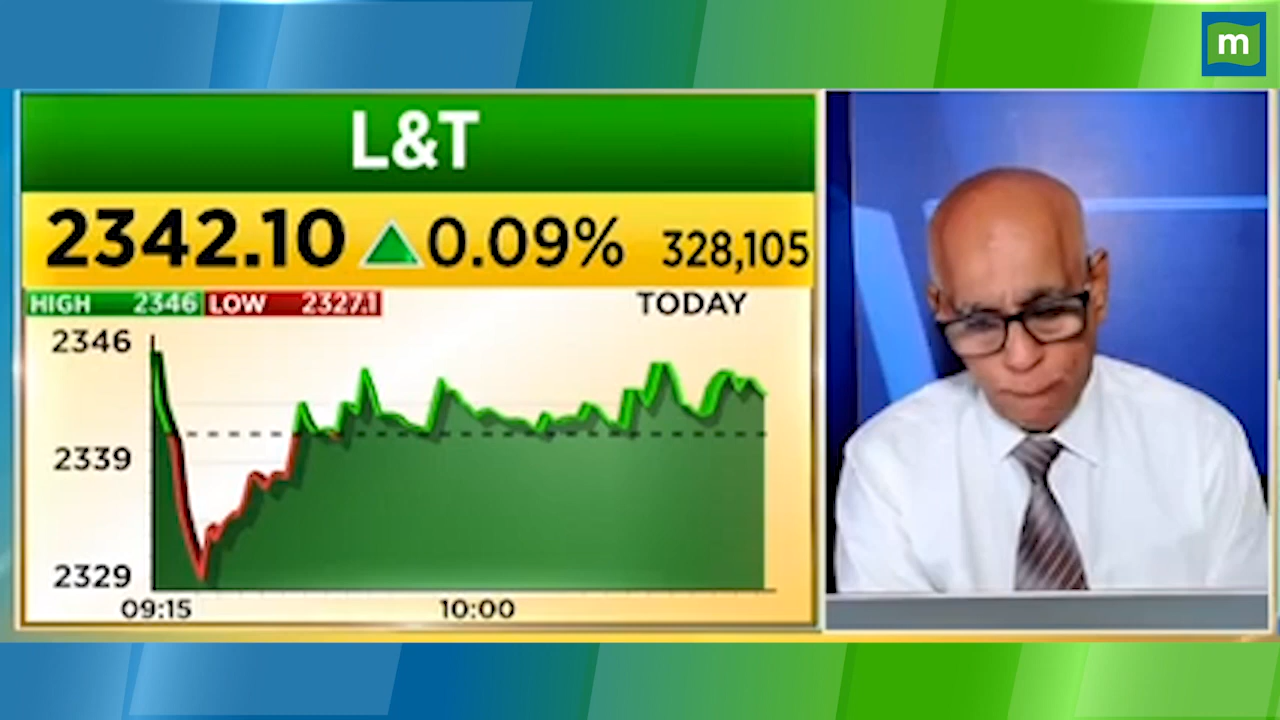 m
L&T
2342.10 ▲ 0.09% 328,105
HIGH 2346 LOW 2327.1 TODAY
2346
2339
2329
09:15 10:00